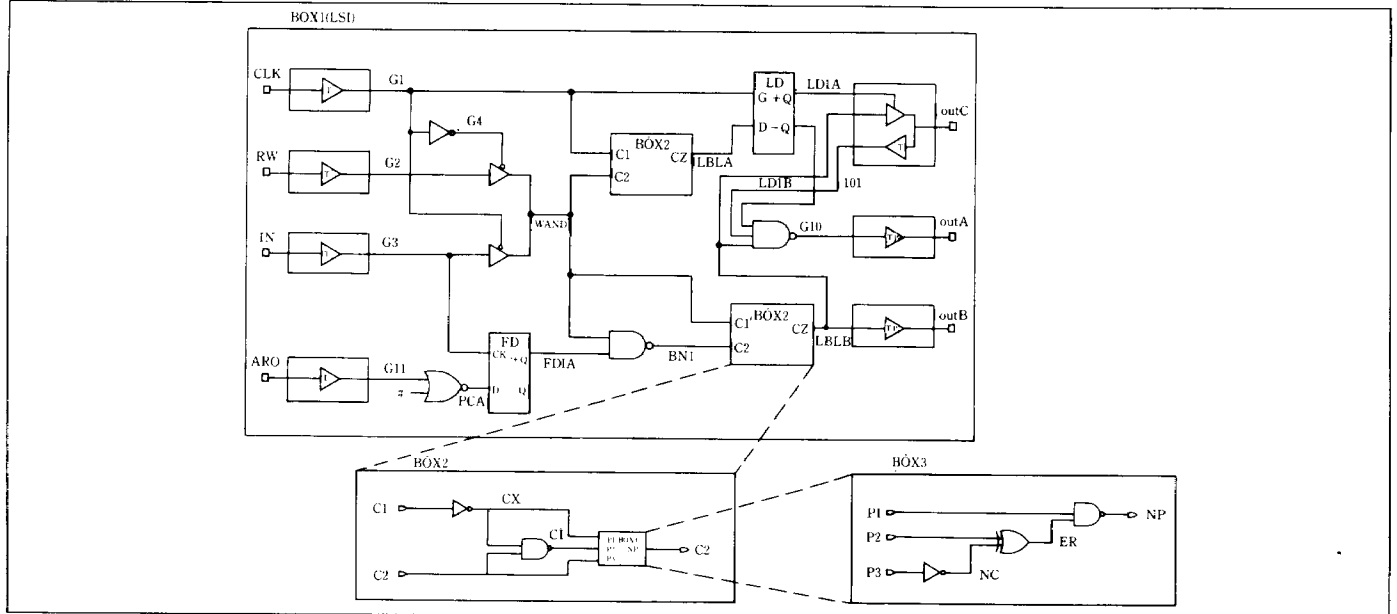 BOX1(LSI)
CLK
T
G1
G4
RW
T
G2
IN
T
G3
WAND
ARO
G11
#
PCA
FD
CK +Q
D Q
FD1A
BN1
BOX2
C1
C2
CZ
LBLA
LD
G +Q
D -Q
LD1A
LD1B
101
T
outC
G10
outA
BOX2
C1
C2
CZ
LBLB
outB
BOX2
C1
CX
C1
C2
NP
C2
BOX3
P1
P2
P3
NC
ER
NP